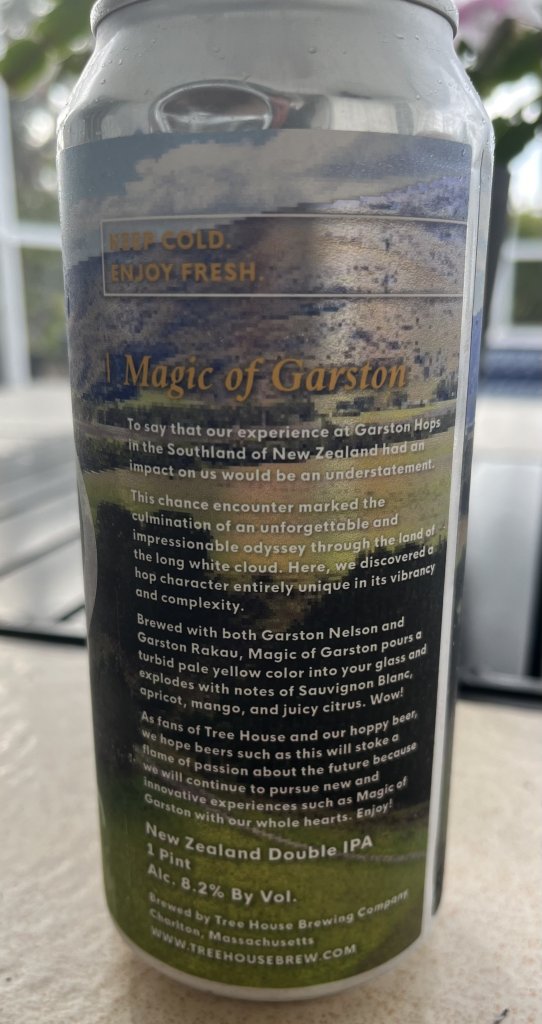 KEEP COLD.
ENJOY FRESH.
Magic of Garston
To say that our experience at Garston Hops
in the Southland of New Zealand had an
impact on us would be an understatement.
This chance encounter marked the
culmination of an unforgettable and
impressionable odyssey through the land of
the long white cloud. Here, we discovered a
hop character entirely unique in its vibrancy
and complexity.
Brewed with both Garston Nelson and
Garston Rakau, Magic of Garston pours a
turbid pale yellow color into your glass and
explodes with notes of Sauvignon Blanc,
apricot, mango, and juicy citrus. Wow!
As fans of Tree House and our hoppy beer,
we hope beers such as this will stoke a
flame of passion about the future because
we will continue to pursue new and
innovative experiences such as Magic of
Garston with our whole hearts. Enjoy!
New Zealand Double IPA
1 Pint
Alc. 8.2% By Vol.
Brewed by Tree House Brewing Company
Charlton, Massachusetts
WWW.TREEHOUSEBREW.COM